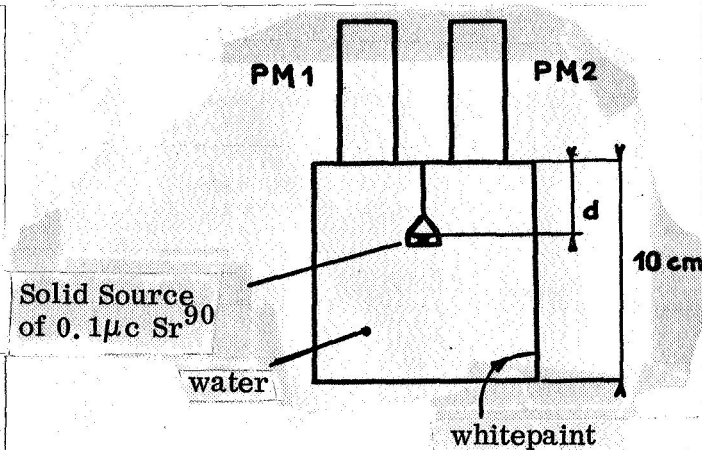 PM1
PM2
d
10 cm
Solid Source
of 0.1μc Sr⁹⁰
water
whitepaint